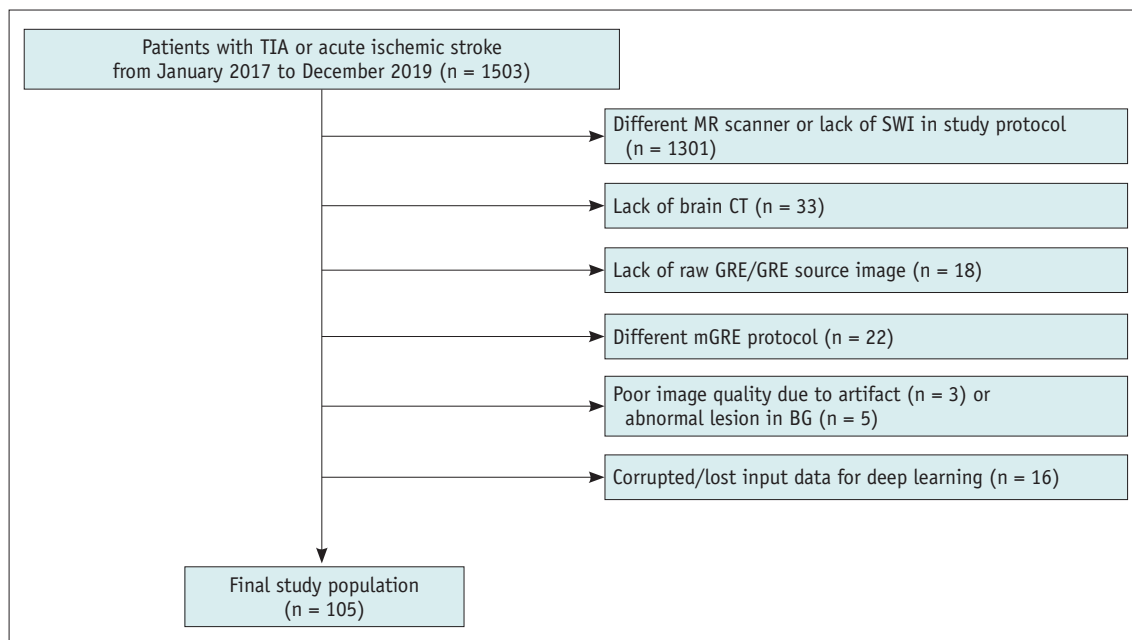 Patients with TIA or acute ischemic stroke
from January 2017 to December 2019 (n = 1503)
Different MR scanner or lack of SWI in study protocol
(n = 1301)
Lack of brain CT (n = 33)
Lack of raw GRE/GRE source image (n = 18)
Different mGRE protocol (n = 22)
Poor image quality due to artifact (n = 3) or
abnormal lesion in BG (n = 5)
Corrupted/lost input data for deep learning (n = 16)
Final study population
(n = 105)